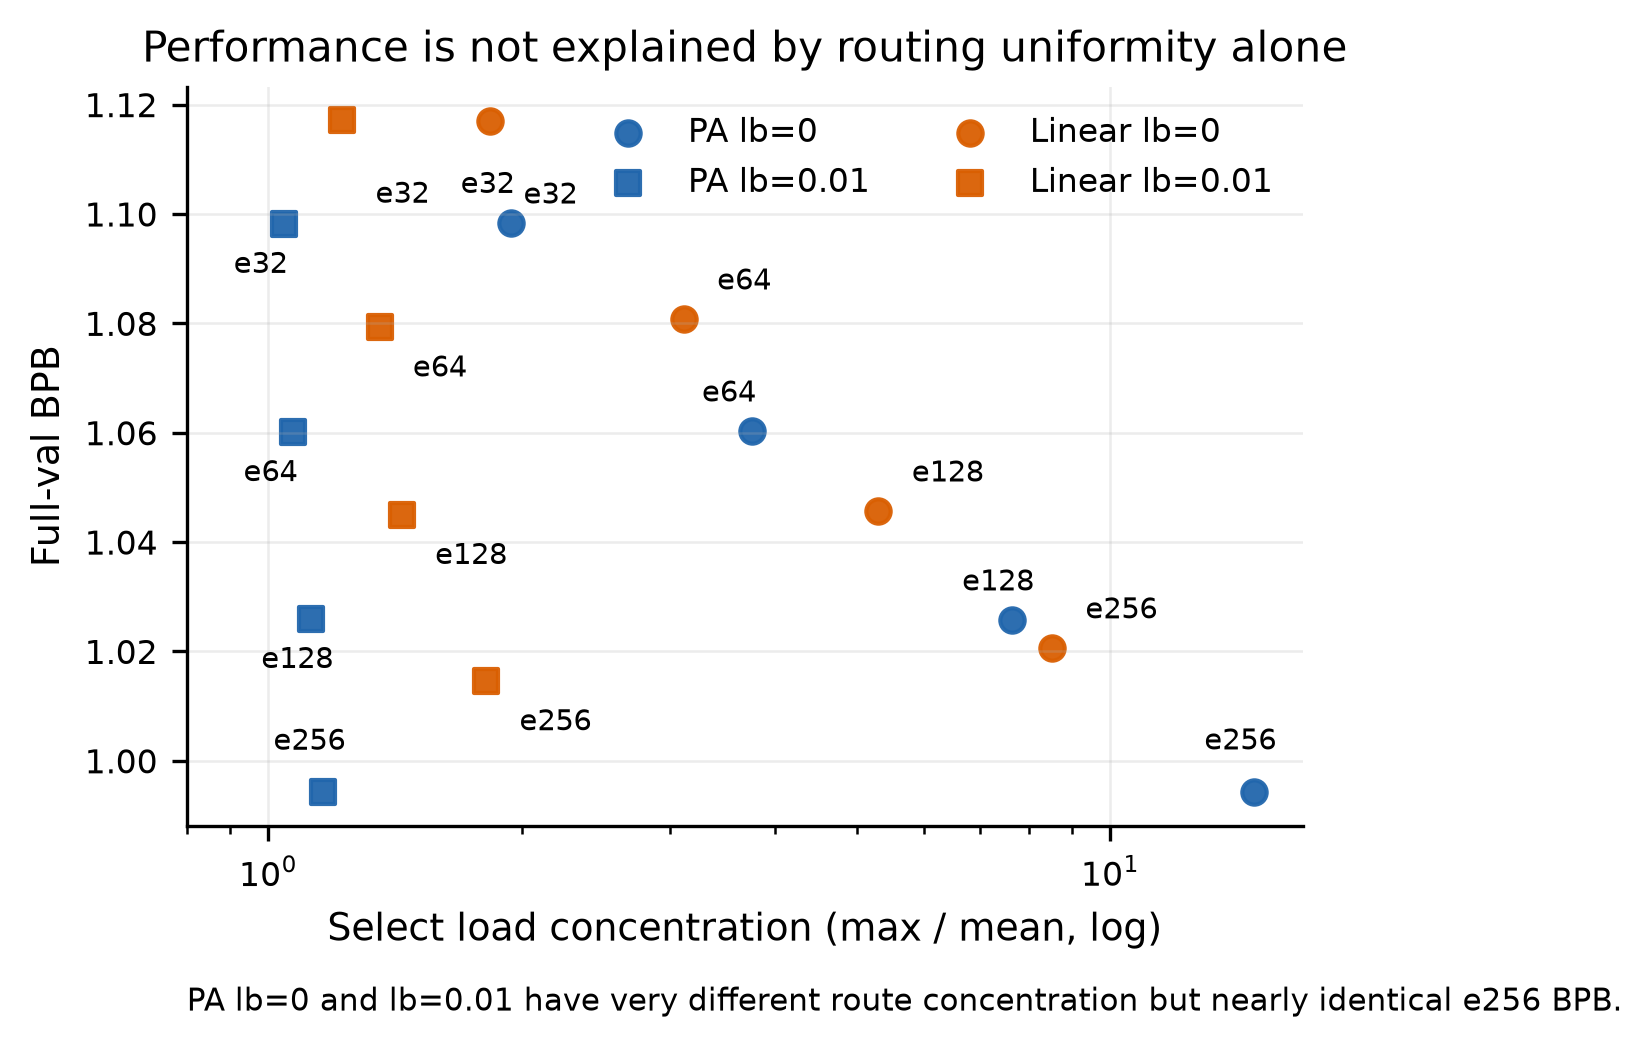 Performance is not explained by routing uniformity alone
PA lb=0
Linear lb=0
PA lb=0.01
Linear lb=0.01
Full-val BPB
1.12
1.10
1.08
1.06
1.04
1.02
1.00
e32
e32
e32
e32
e64
e64
e64
e64
e128
e128
e128
e256
e128
e256
e256
e256
10⁰
10¹
Select load concentration (max / mean, log)
PA lb=0 and lb=0.01 have very different route concentration but nearly identical e256 BPB.